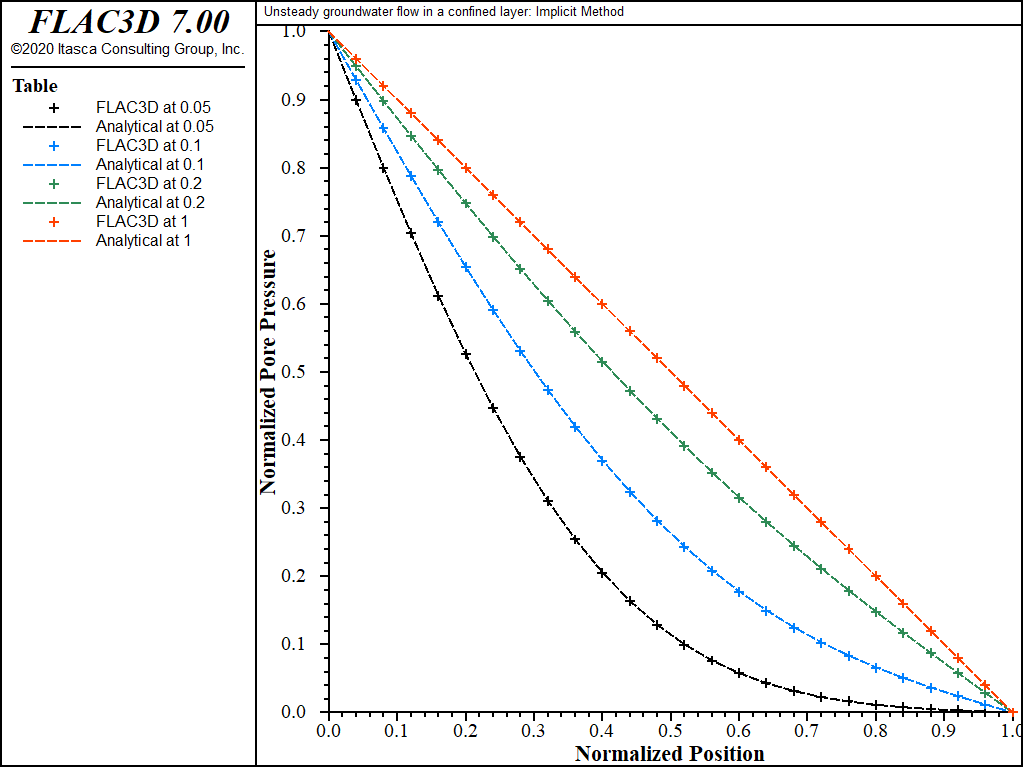 FLAC3D 7.00
©2020 Itasca Consulting Group, Inc.
Table
FLAC3D at 0.05
Analytical at 0.05
FLAC3D at 0.1
Analytical at 0.1
FLAC3D at 0.2
Analytical at 0.2
FLAC3D at 1
Analytical at 1
Unsteady groundwater flow in a confined layer: Implicit Method
Normalized Pore Pressure
1.0
0.9
0.8
0.7
0.6
0.5
0.4
0.3
0.2
0.1
0.0
0.0 0.1 0.2 0.3 0.4 0.5 0.6 0.7 0.8 0.9 1.0
Normalized Position